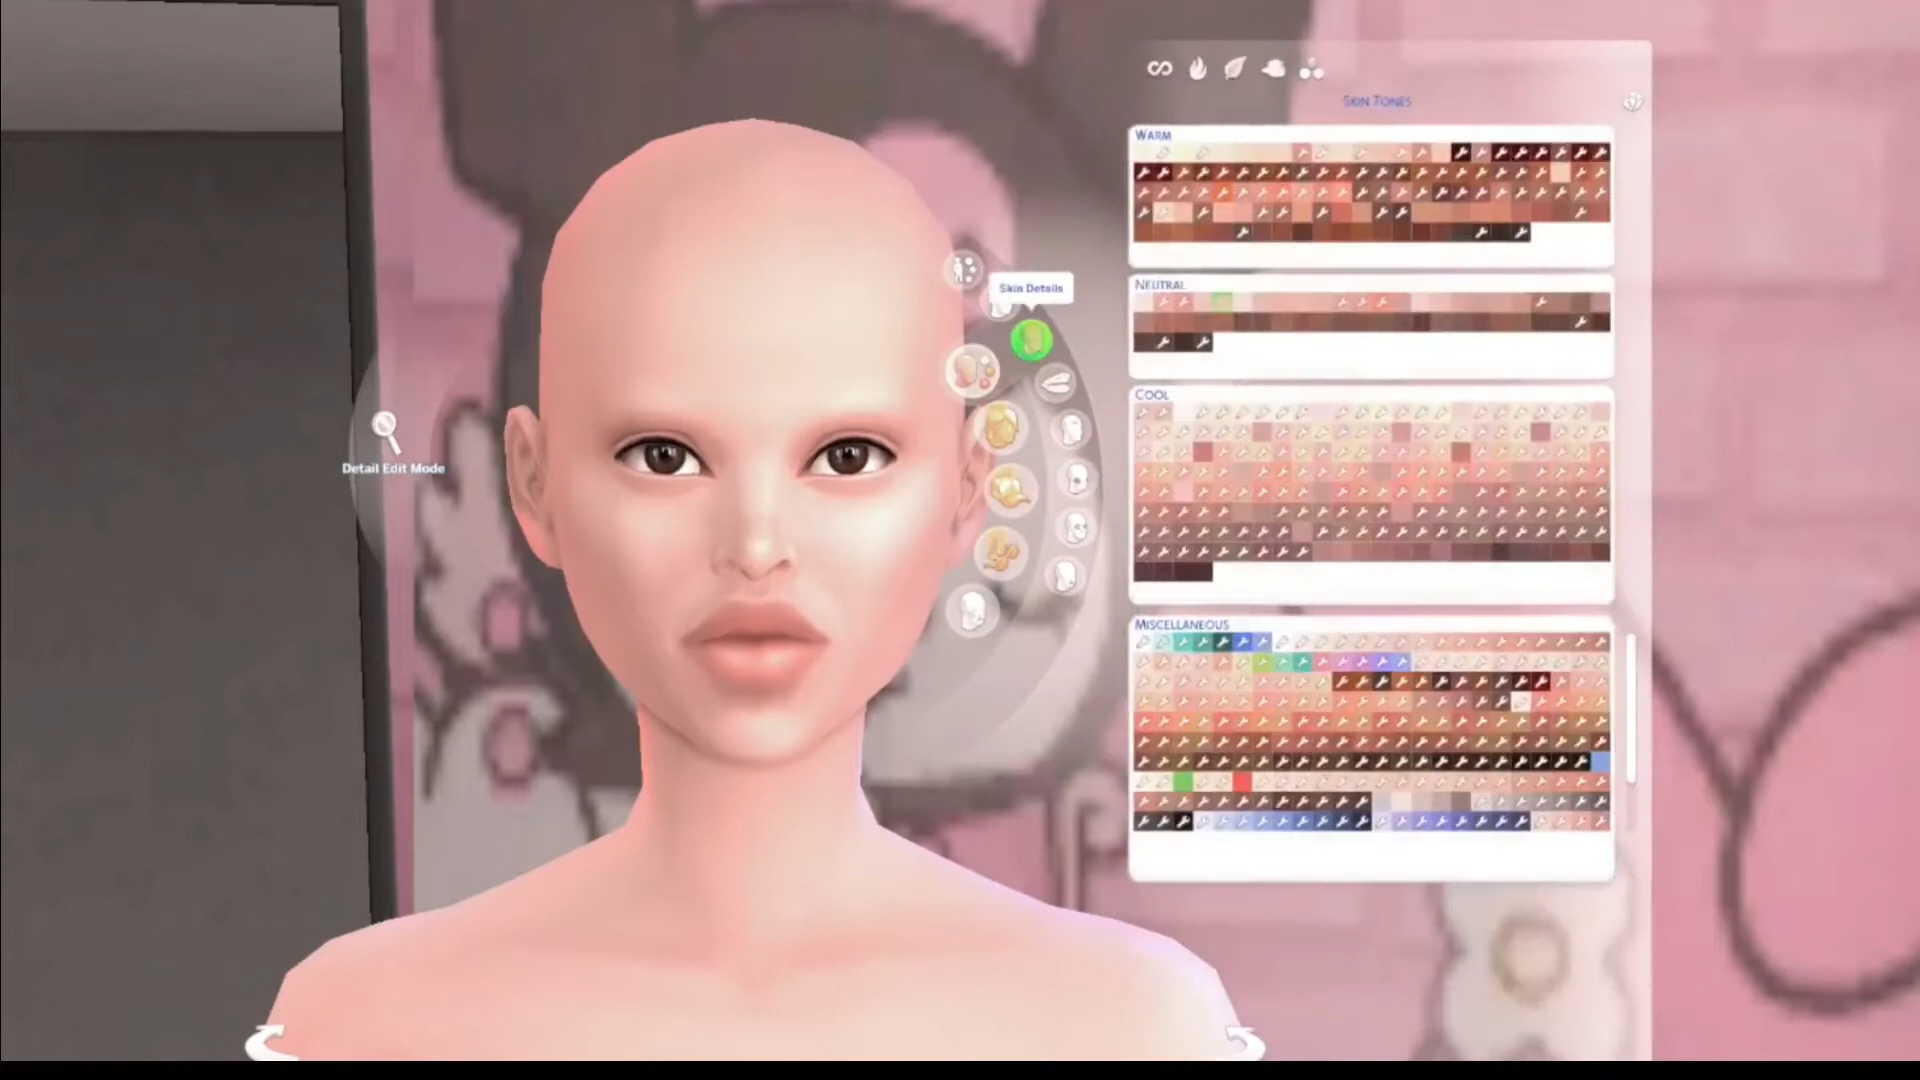 SKIN TONES
WARM
Skin Details
NEUTRAL
COOL
Detail Edit Mode
MISCELLANEOUS